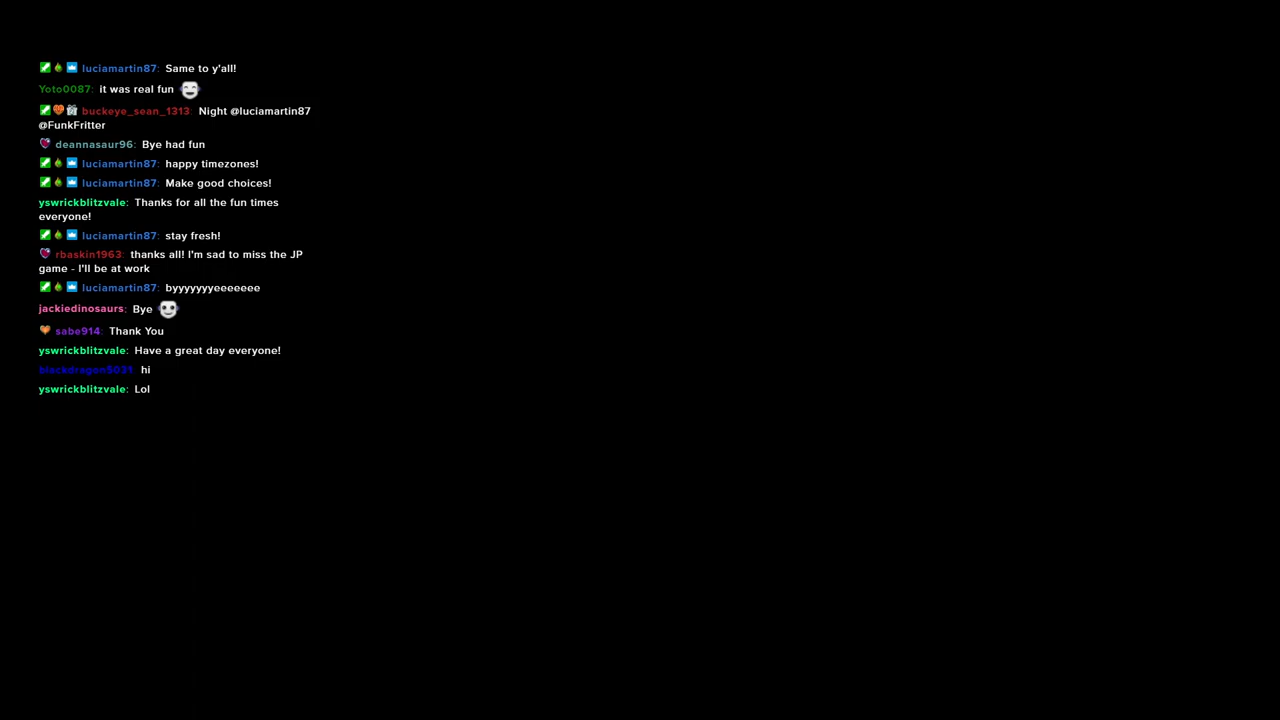 luciamartin87: Same to y'all!
Yoto0087: it was real fun
buckeye_sean_1313: Night @luciamartin87
@FunkFritter
deannasaur96: Bye had fun
luciamartin87: happy timezones!
luciamartin87: Make good choices!
yswrickblitzvale: Thanks for all the fun times
everyone!
luciamartin87: stay fresh!
rbaskin1963: thanks all! I'm sad to miss the JP
game - I'll be at work
luciamartin87: byyyyyyyeeeeeee
jackiedinosaurs: Bye
sabe914: Thank You
yswrickblitzvale: Have a great day everyone!
blackdragon5031 hi
yswrickblitzvale: Lol